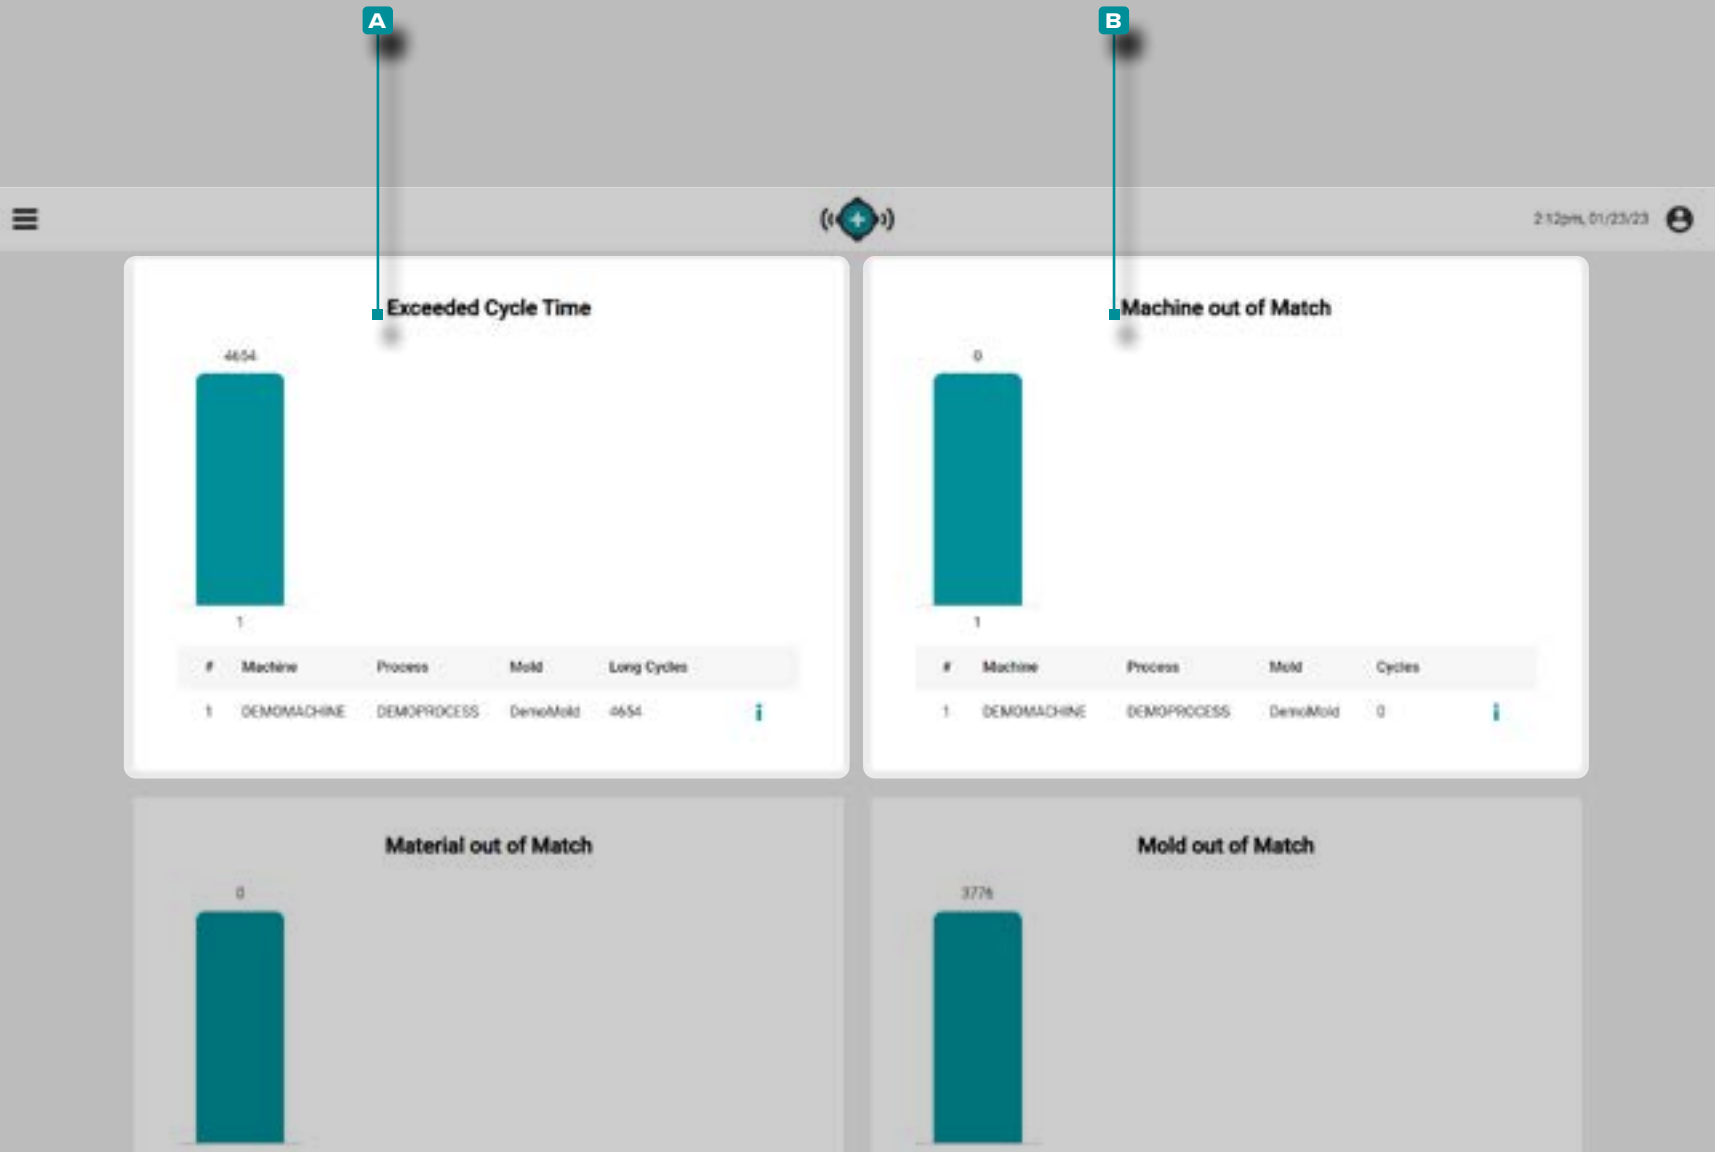 A
B
2:12pm, 01/23/23
Exceeded Cycle Time
4654
1
# Machine Process Mold Long Cycles
1 DEMOMACHINE DEMOPROCESS DemoMold 4654
Machine out of Match
0
1
# Machine Process Mold Cycles
1 DEMOMACHINE DEMOPROCESS DemoMold 0
Material out of Match
0
Mold out of Match
3776